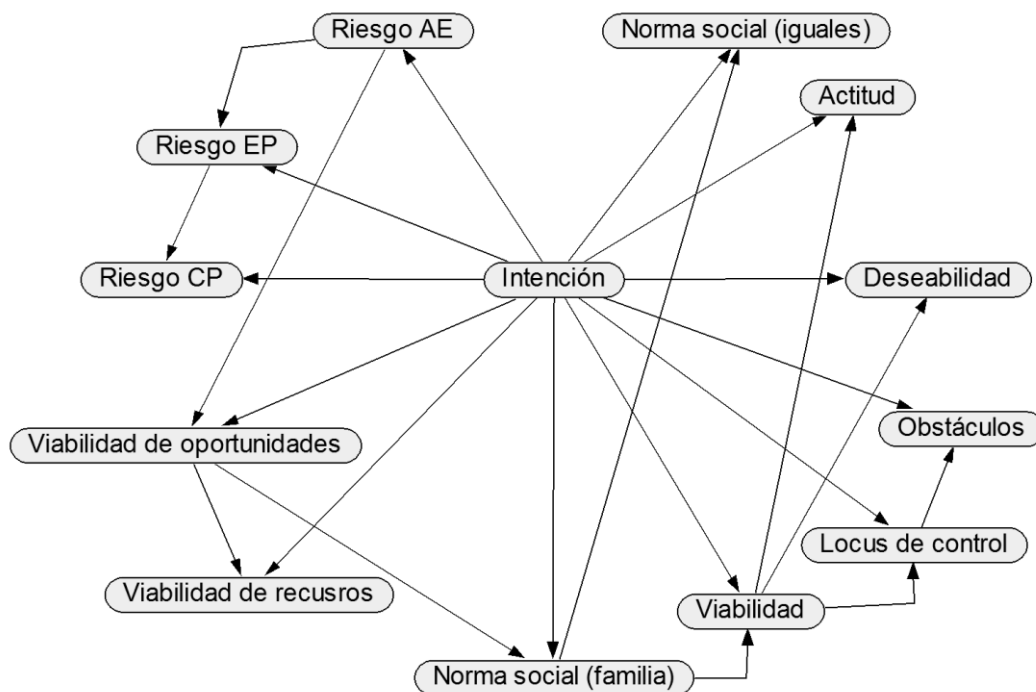 Riesgo AE
Norma social (iguales)
Actitud
Riesgo EP
Riesgo CP
Intención
Deseabilidad
Obstáculos
Viabilidad de oportunidades
Locus de control
Viabilidad de recusros
Viabilidad
Norma social (familia)